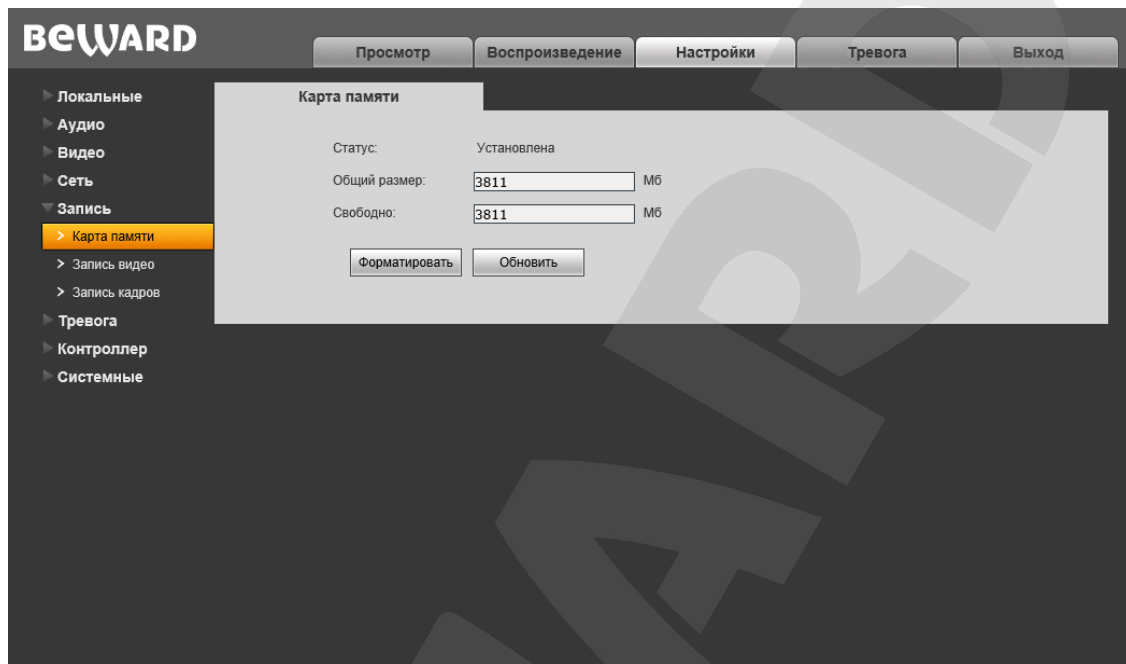 BEWARD
Просмотр Воспроизведение Настройки Тревога Выход
Локальные
Аудио
Видео
Сеть
Запись
> Карта памяти
> Запись видео
> Запись кадров
Тревога
Контроллер
Системные
Карта памяти
Статус: Установлена
Общий размер: 3811 Мб
Свободно: 3811 Мб
Форматировать Обновить